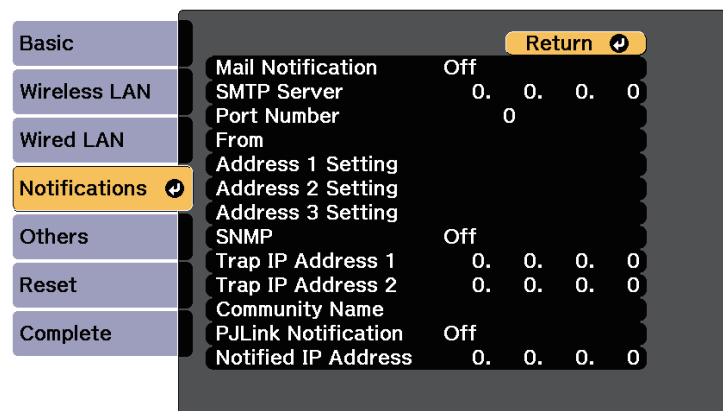 Basic
Wireless LAN
Wired LAN
Notifications
Others
Reset
Complete
Return
Mail Notification Off
SMTP Server 0. 0. 0. 0
Port Number 0
From
Address 1 Setting
Address 2 Setting
Address 3 Setting
SNMP Off
Trap IP Address 1 0. 0. 0. 0
Trap IP Address 2 0. 0. 0. 0
Community Name
PJLink Notification Off
Notified IP Address 0. 0. 0. 0